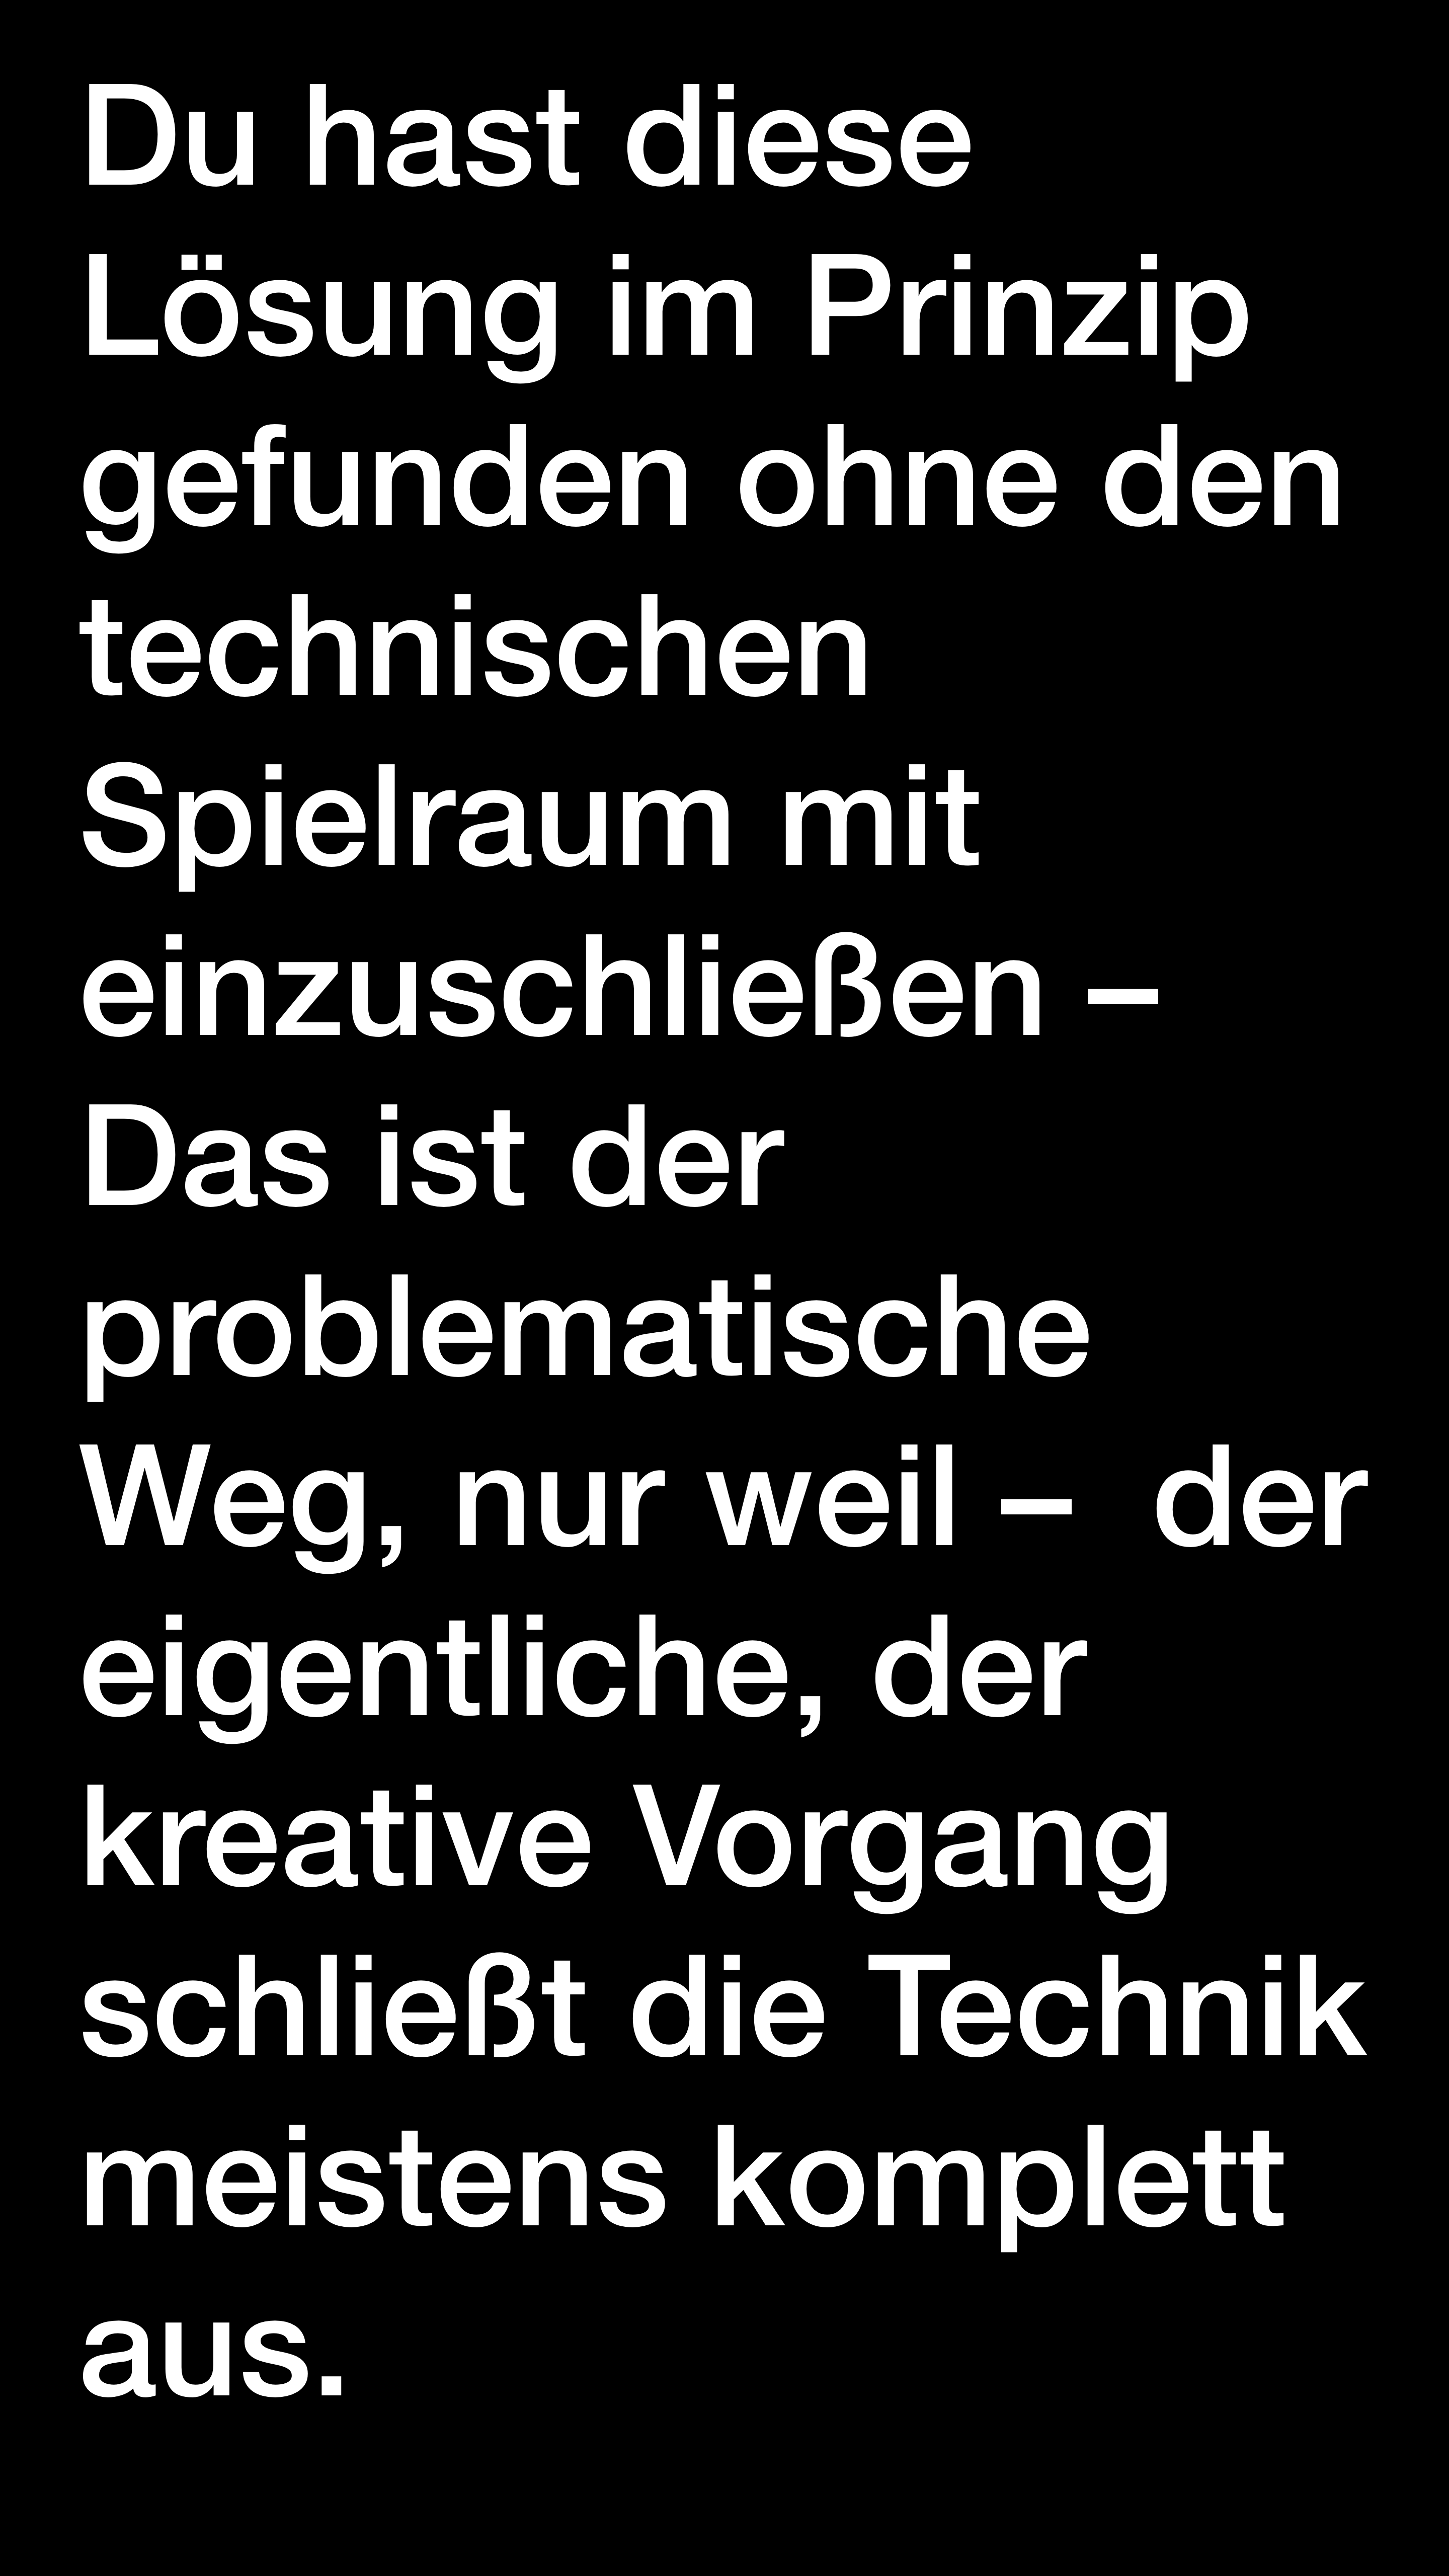 Du hast diese
Lösung im Prinzip
gefunden ohne den
technischen
Spielraum mit
einzuschließen –
Das ist der
problematische
Weg, nur weil –  der
eigentliche, der
kreative Vorgang
schließt die Technik
meistens komplett
aus.